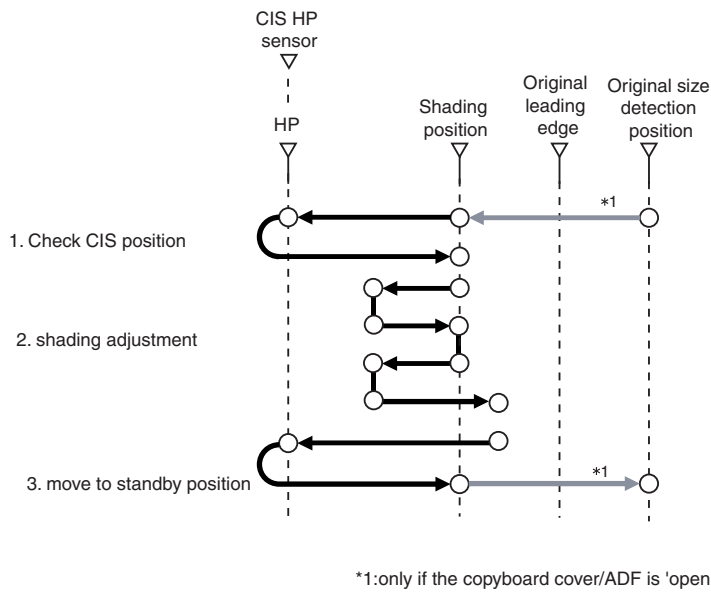 CIS HP
sensor
HP
Shading
position
Original
leading
edge
Original size
detection
position
*1
1. Check CIS position
2. shading adjustment
*1
3. move to standby position
*1:only if the copyboard cover/ADF is 'open